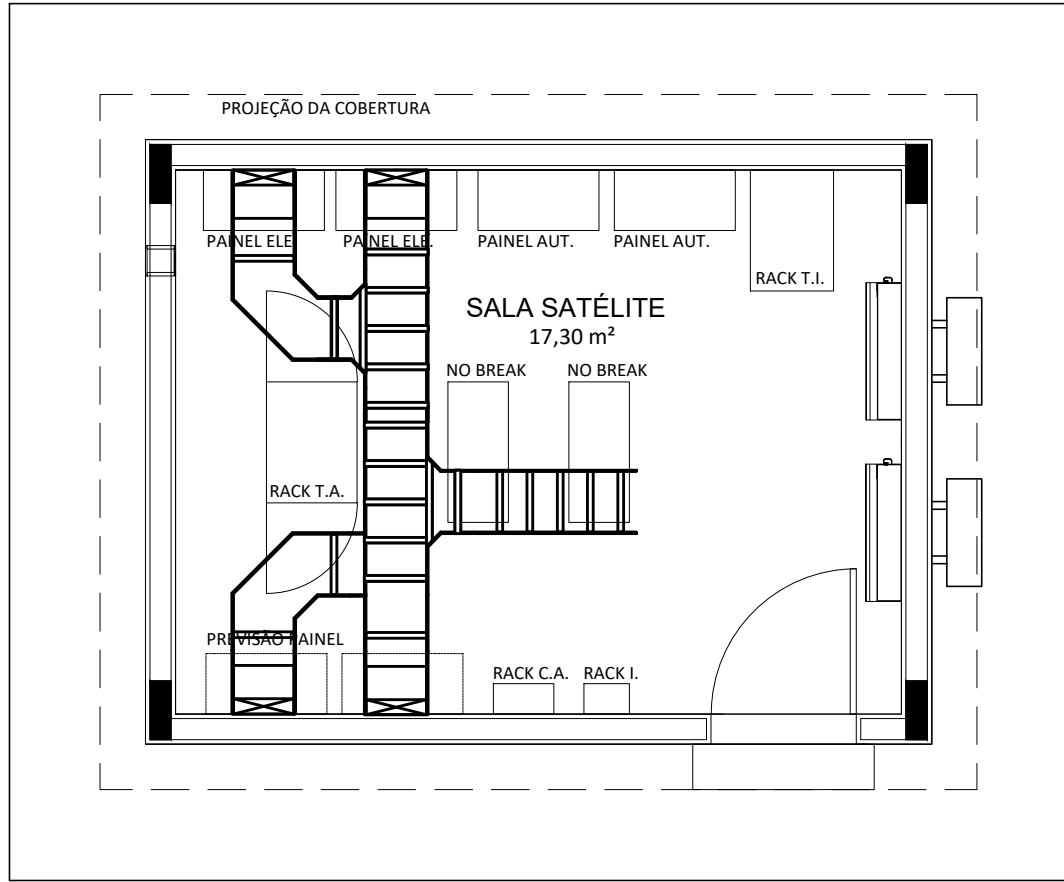 PROJEÇÃO DA COBERTURA
PAINEL ELE.
PAINEL ELE.
PAINEL AUT.
PAINEL AUT.
RACK T.I.
SALA SATÉLITE
17,30 m²
NO BREAK
NO BREAK
RACK T.A.
PREVISÃO PAINEL
RACK C.A.
RACK I.